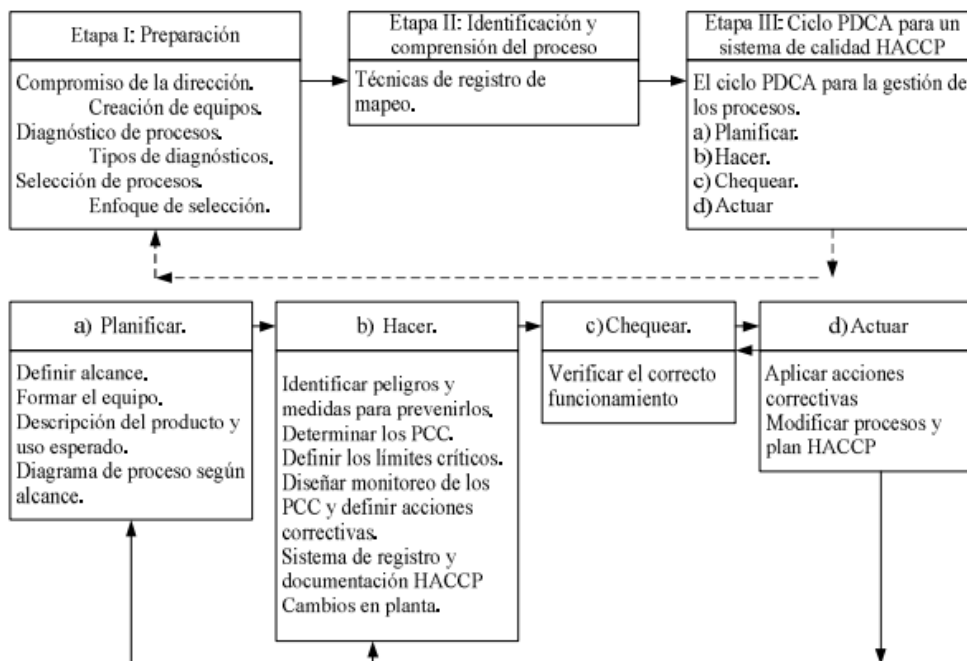 Etapa I: Preparación
Compromiso de la dirección.
Creación de equipos.
Diagnóstico de procesos.
Tipos de diagnósticos.
Selección de procesos.
Enfoque de selección.
Etapa II: Identificación y
comprensión del proceso
Técnicas de registro de
mapeo.
Etapa III: Ciclo PDCA para un
sistema de calidad HACCP
El ciclo PDCA para la gestión de
los procesos.
a) Planificar.
b) Hacer.
c) Chequear.
d) Actuar
a) Planificar.
Definir alcance.
Formar el equipo.
Descripción del producto y
uso esperado.
Diagrama de proceso según
alcance.
b) Hacer.
Identificar peligros y
medidas para prevenirlos.
Determinar los PCC.
Definir los límites críticos.
Diseñar monitoreo de los
PCC y definir acciones
correctivas.
Sistema de registro y
documentación HACCP
Cambios en planta.
c) Chequear.
Verificar el correcto
funcionamiento
d) Actuar
Aplicar acciones
correctivas
Modificar procesos y
plan HACCP